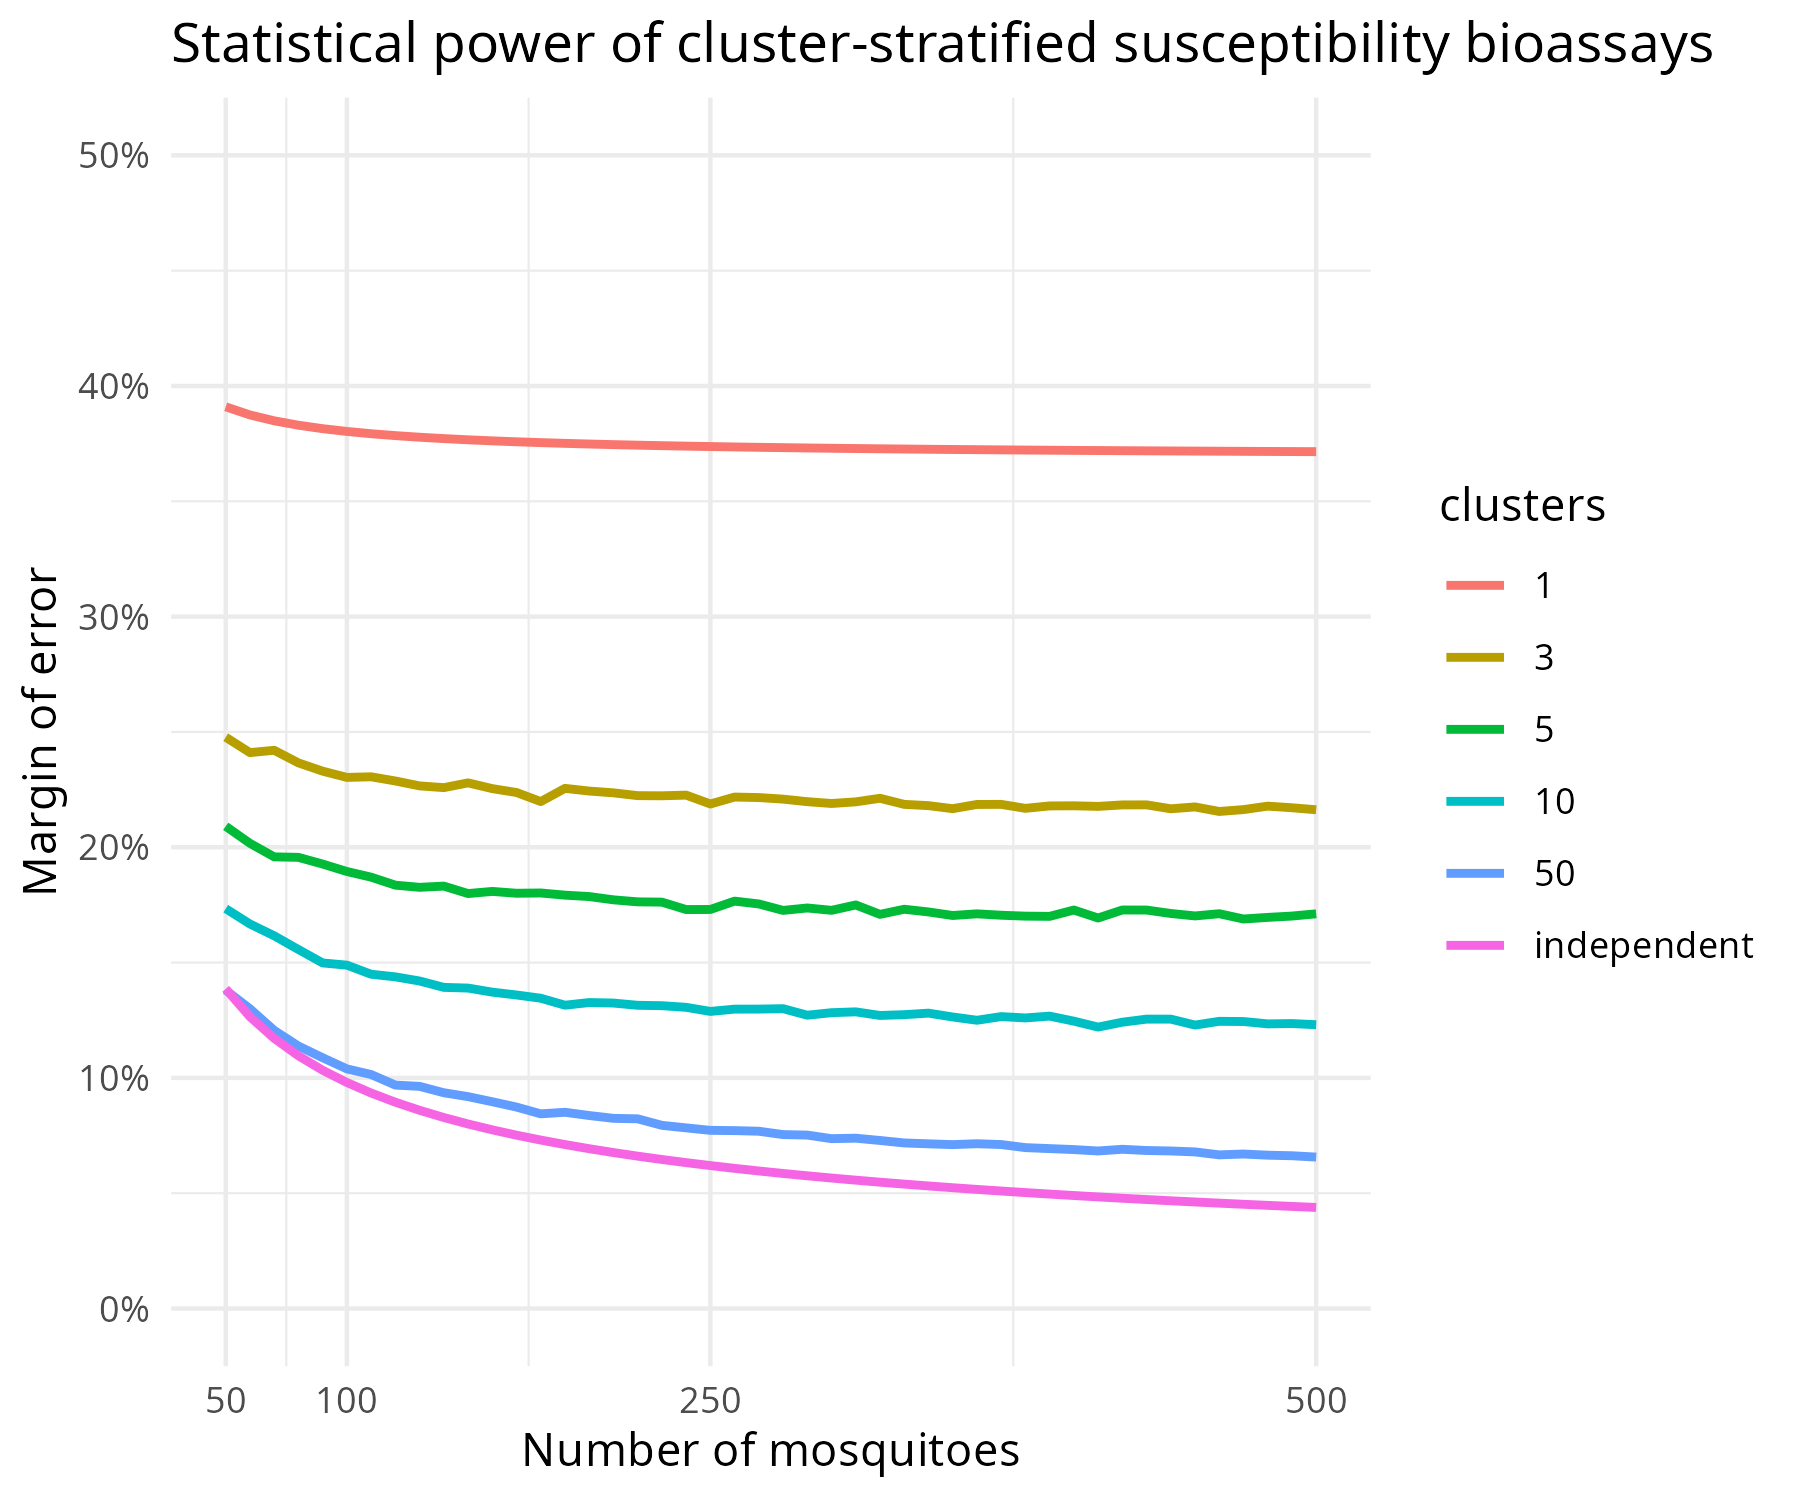 Statistical power of cluster-stratified susceptibility bioassays
Margin of error
50%
40%
30%
20%
10%
0%
50 100 250 500
Number of mosquitoes
clusters
1
3
5
10
50
independent